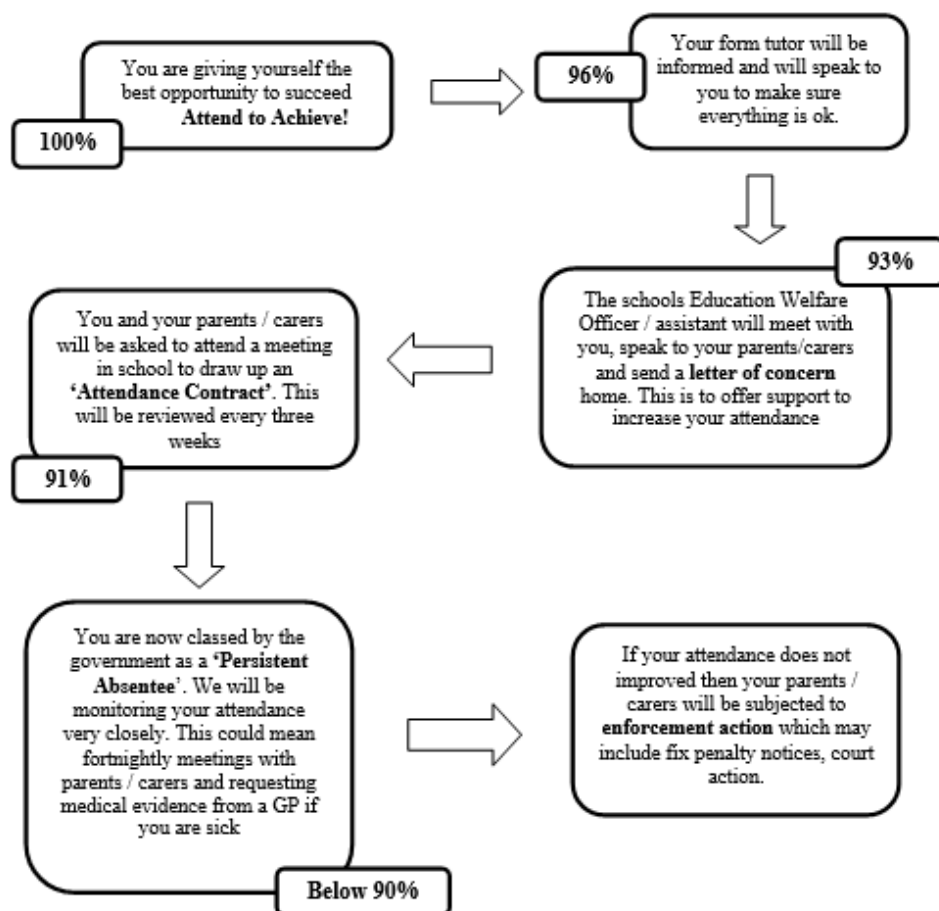 You are giving yourself the
best opportunity to succeed
Attend to Achieve!
100%
96%
Your form tutor will be
informed and will speak to
you to make sure
everything is ok.
93%
The schools Education Welfare
Officer / assistant will meet with
you, speak to your parents/carers
and send a letter of concern
home. This is to offer support to
increase your attendance
You and your parents / carers
will be asked to attend a meeting
in school to draw up an
‘Attendance Contract’. This
will be reviewed every three
weeks
91%
You are now classed by the
government as a ‘Persistent
Absentee’. We will be
monitoring your attendance
very closely. This could mean
fortnightly meetings with
parents / carers and requesting
medical evidence from a GP if
you are sick
Below 90%
If your attendance does not
improved then your parents /
carers will be subjected to
enforcement action which may
include fix penalty notices, court
action.